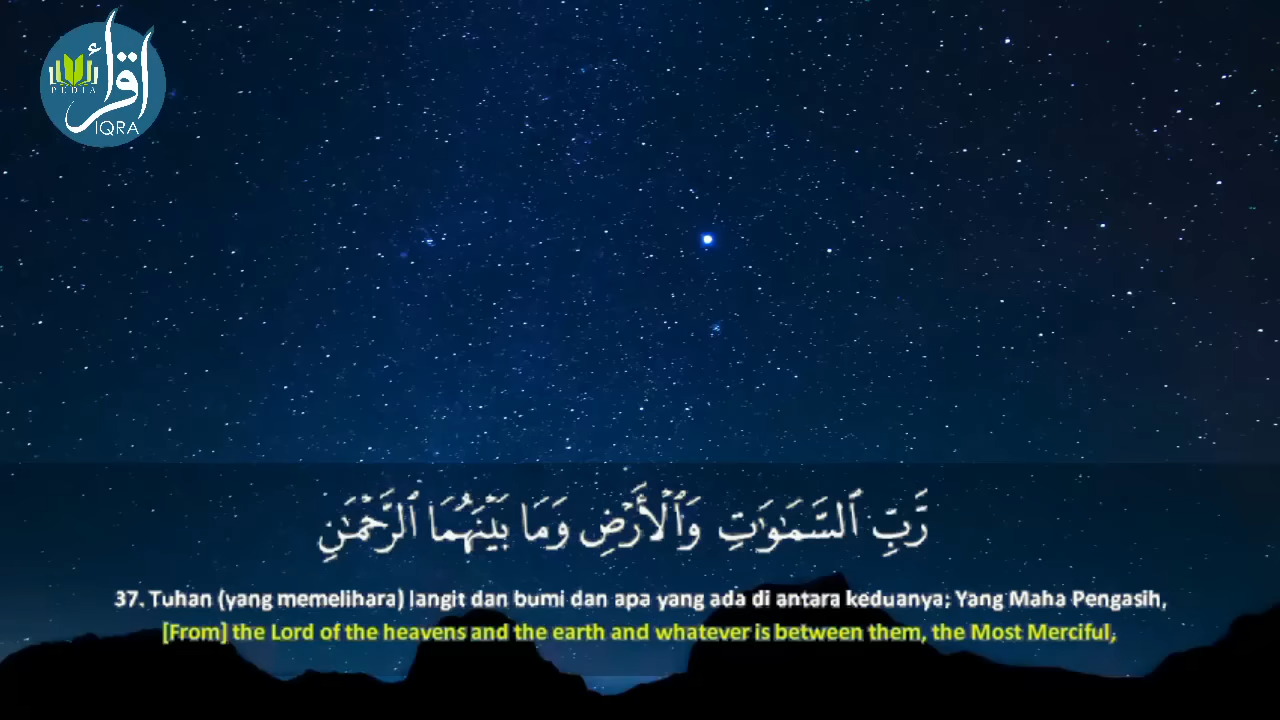 اقرأ
PEDIA
IQRA
رَّبِّ ٱلسَّمَٰوَٰتِ وَٱلۡأَرۡضِ وَمَا بَيۡنَهُمَا ٱلرَّحۡمَٰنِ
37. Tuhan (yang memelihara) langit dan bumi dan apa yang ada di antara keduanya; Yang Maha Pengasih,
[From] the Lord of the heavens and the earth and whatever is between them, the Most Merciful,